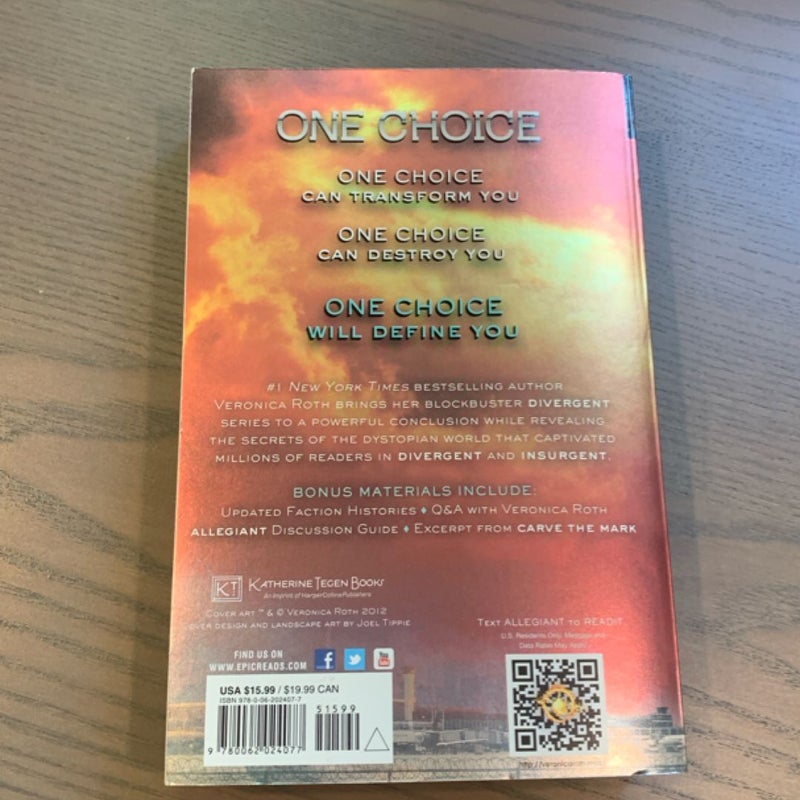 ONE CHOICE
ONE CHOICE
CAN TRANSFORM YOU
ONE CHOICE
CAN DESTROY YOU
ONE CHOICE
WILL DEFINE YOU
#1 NEW YORK TIMES BESTSELLING AUTHOR
VERONICA ROTH BRINGS HER BLOCKBUSTER DIVERGENT
SERIES TO A POWERFUL CONCLUSION WHILE REVEALING
THE SECRETS OF THE DYSTOPIAN WORLD THAT CAPTIVATED
MILLIONS OF READERS IN DIVERGENT AND INSURGENT.
BONUS MATERIALS INCLUDE:
UPDATED FACTION HISTORIES ♦ Q&A WITH VERONICA ROTH
ALLEGIANT DISCUSSION GUIDE ♦ EXCERPT FROM CARVE THE MARK
KT
KATHERINE TEGEN BOOKS
An Imprint of HarperCollinsPublishers
COVER ART ™ & © VERONICA ROTH 2012
OVER DESIGN AND LANDSCAPE ART BY JOEL TIPPIE
TEXT ALLEGIANT TO READIT.
U.S. Residents Only. Message and
Data Rates May Apply.
FIND US ON
WWW.EPICREADS.COM
f
You
Tube
USA $15.99 / $19.99 CAN
ISBN 978-0-06-202407-7
51599
9 780062 024077